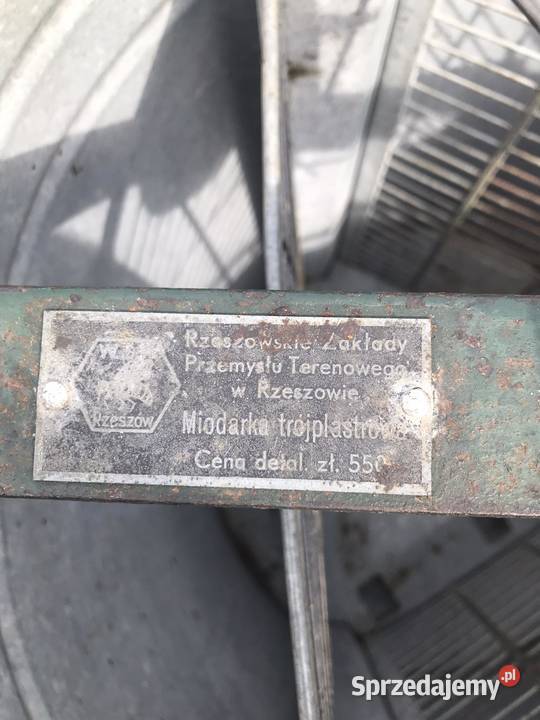 W
Rzeszów
Rzeszowskie Zakłady
Przemysłu Terenowego
w Rzeszowie
Miodarka trójplastrowa
Cena detal. zł. 550
Sprzedajemy.pl